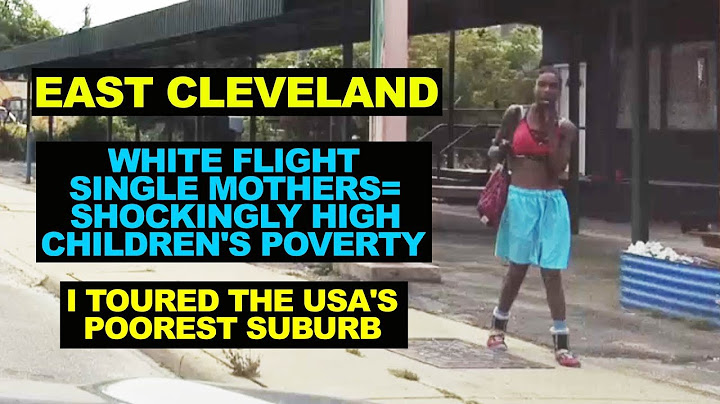 EAST CLEVELAND
WHITE FLIGHT
SINGLE MOTHERS=
SHOCKINGLY HIGH
CHILDREN'S POVERTY
I TOURED THE USA'S
POOREST SUBURB